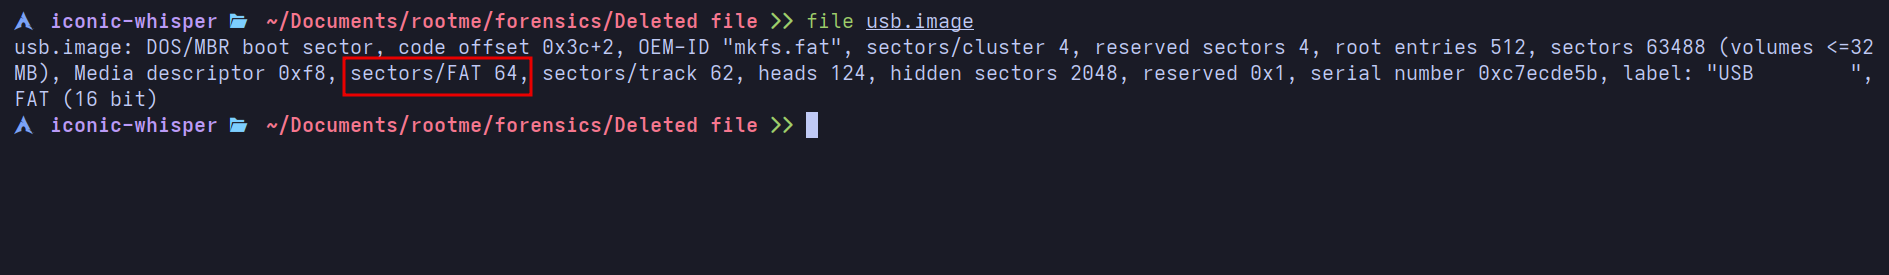 iconic-whisper ~/Documents/rootme/forensics/Deleted file >> file usb.image
usb.image: DOS/MBR boot sector, code offset 0x3c+2, OEM-ID "mkfs.fat", sectors/cluster 4, reserved sectors 4, root entries 512, sectors 63488 (volumes <=32
MB), Media descriptor 0xf8, sectors/FAT 64, sectors/track 62, heads 124, hidden sectors 2048, reserved 0x1, serial number 0xc7ecde5b, label: "USB        ",
FAT (16 bit)
iconic-whisper ~/Documents/rootme/forensics/Deleted file >>